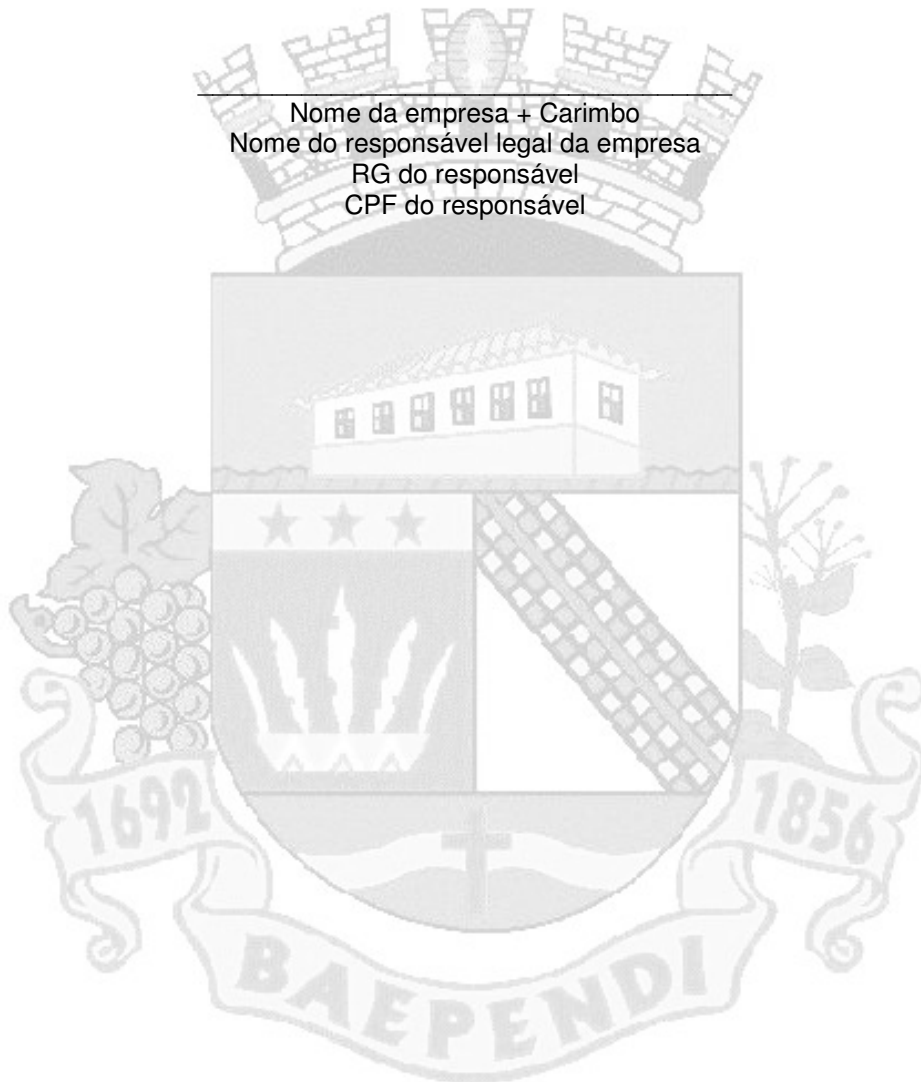 Nome da empresa + Carimbo
Nome do responsável legal da empresa
RG do responsável
CPF do responsável
1692
1856
BAEPENDI